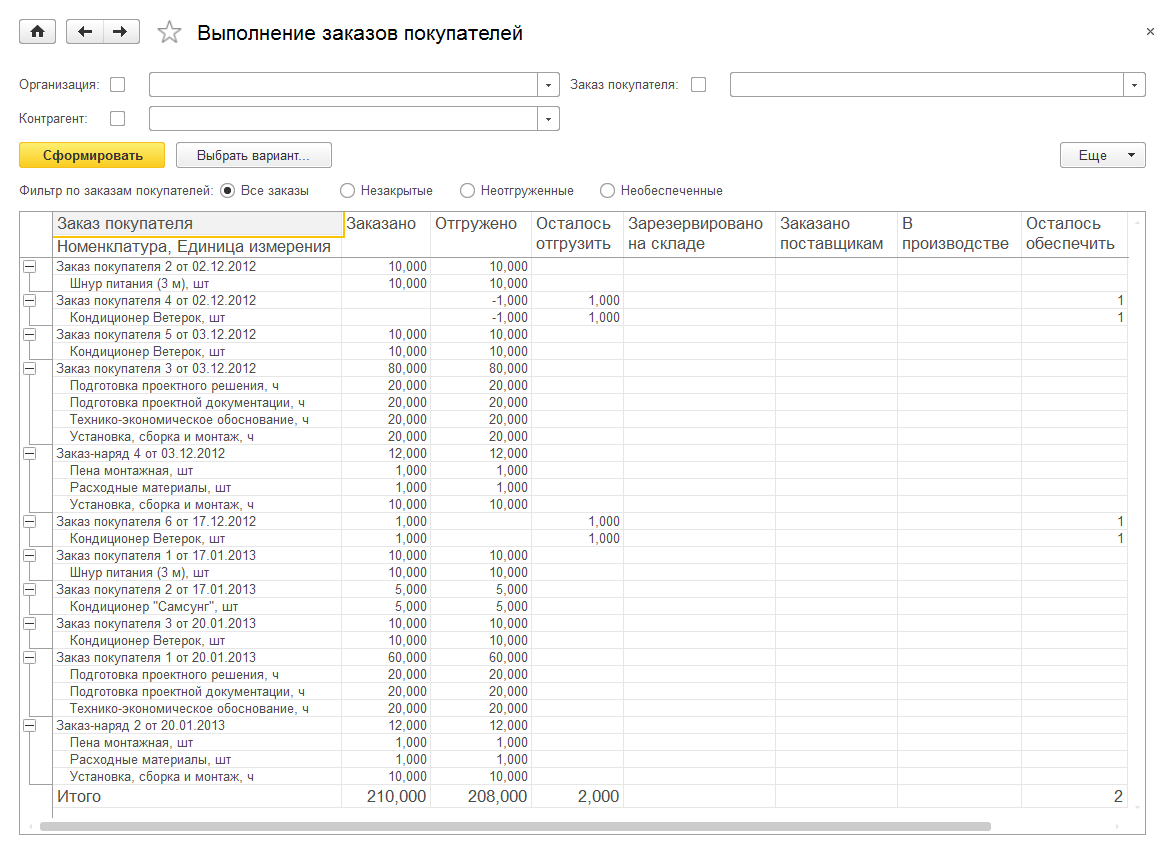 Выполнение заказов покупателей
Организация: Заказ покупателя:
Контрагент:
Сформировать Выбрать вариант... Еще
Фильтр по заказам покупателей: Все заказы Незакрытые Неотгруженные Необеспеченные
Заказ покупателя Заказано Отгружено Осталось Зарезервировано Заказано В Осталось
Номенклатура, Единица измерения отгрузить на складе поставщикам производстве обеспечить
Заказ покупателя 2 от 02.12.2012 10,000 10,000
Шнур питания (3 м), шт 10,000 10,000
Заказ покупателя 4 от 02.12.2012 -1,000 1,000 1
Кондиционер Ветерок, шт -1,000 1,000 1
Заказ покупателя 5 от 03.12.2012 10,000 10,000
Кондиционер Ветерок, шт 10,000 10,000
Заказ покупателя 3 от 03.12.2012 80,000 80,000
Подготовка проектного решения, ч 20,000 20,000
Подготовка проектной документации, ч 20,000 20,000
Технико-экономическое обоснование, ч 20,000 20,000
Установка, сборка и монтаж, ч 20,000 20,000
Заказ-наряд 4 от 03.12.2012 12,000 12,000
Пена монтажная, шт 1,000 1,000
Расходные материалы, шт 1,000 1,000
Установка, сборка и монтаж, ч 10,000 10,000
Заказ покупателя 6 от 17.12.2012 1,000 1,000 1
Кондиционер Ветерок, шт 1,000 1,000 1
Заказ покупателя 1 от 17.01.2013 10,000 10,000
Шнур питания (3 м), шт 10,000 10,000
Заказ покупателя 2 от 17.01.2013 5,000 5,000
Кондиционер "Самсунг", шт 5,000 5,000
Заказ покупателя 3 от 20.01.2013 10,000 10,000
Кондиционер Ветерок, шт 10,000 10,000
Заказ покупателя 1 от 20.01.2013 60,000 60,000
Подготовка проектного решения, ч 20,000 20,000
Подготовка проектной документации, ч 20,000 20,000
Технико-экономическое обоснование, ч 20,000 20,000
Заказ-наряд 2 от 20.01.2013 12,000 12,000
Пена монтажная, шт 1,000 1,000
Расходные материалы, шт 1,000 1,000
Установка, сборка и монтаж, ч 10,000 10,000
Итого 210,000 208,000 2,000 2